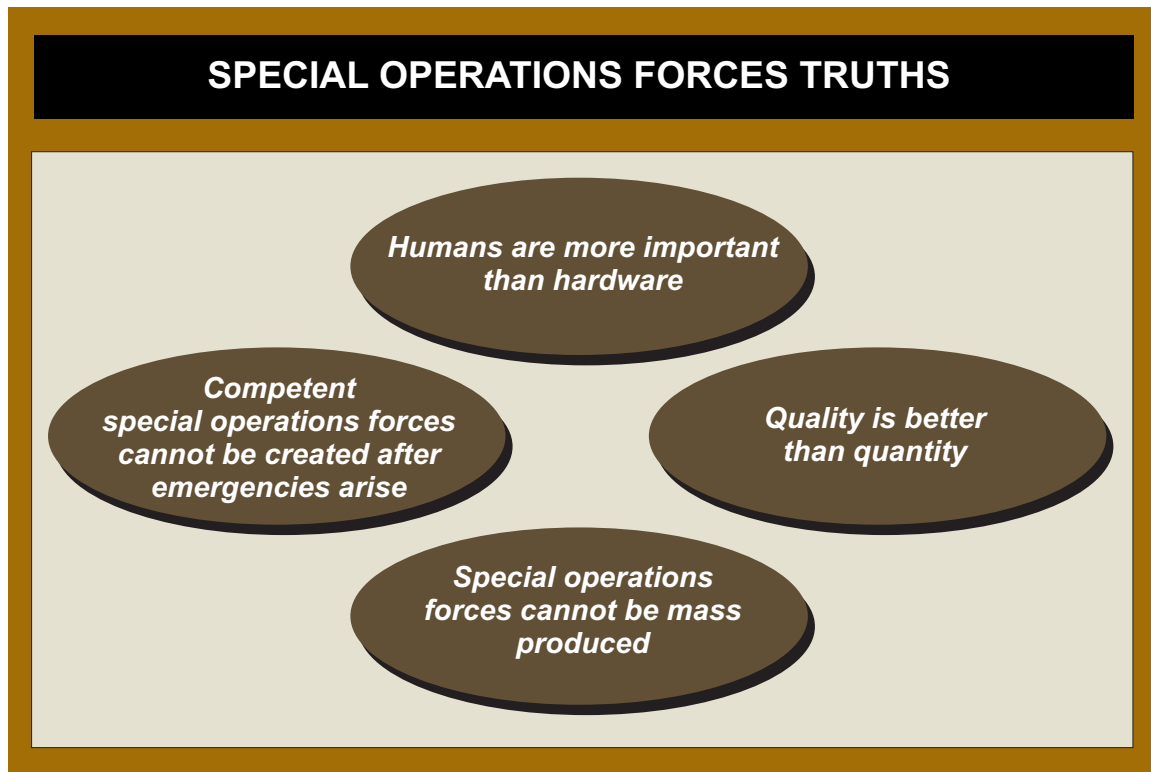 SPECIAL OPERATIONS FORCES TRUTHS
Humans are more important
than hardware
Competent
special operations forces
cannot be created after
emergencies arise
Quality is better
than quantity
Special operations
forces cannot be mass
produced